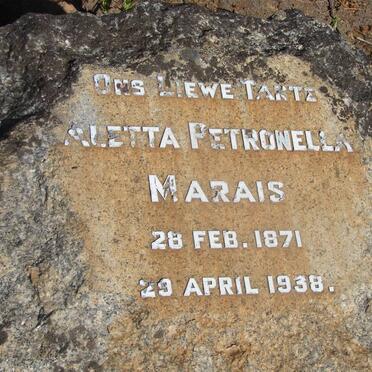 ONS LIEWE TANTE
ALETTA PETRONELLA
MARAIS
28 FEB. 1871
29 APRIL 1938.